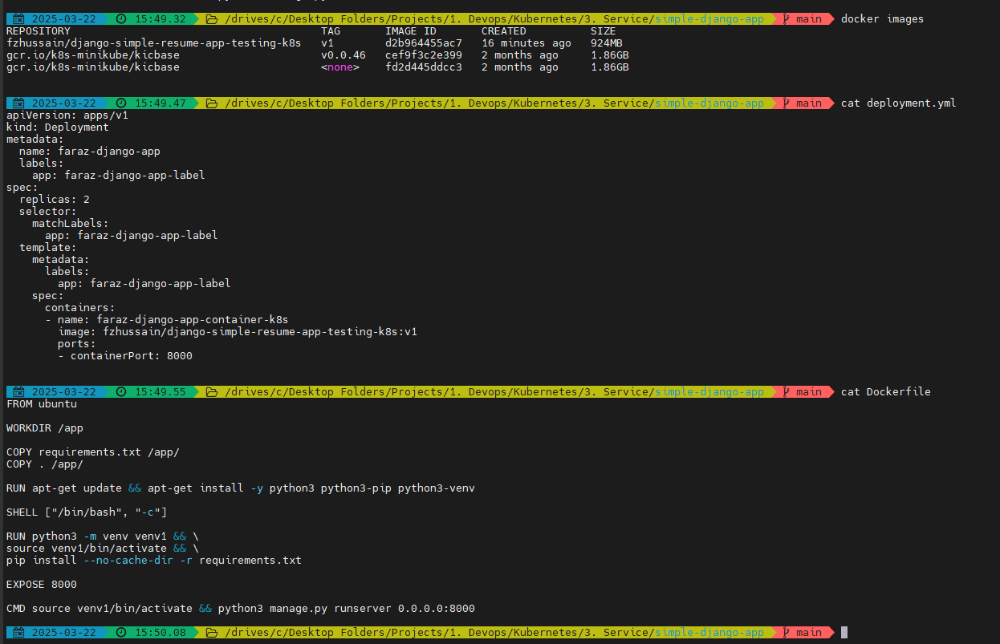 2025-03-22 15:49.32 /drives/c/Desktop Folders/Projects/1. Devops/Kubernetes/3. Service/simple-django-app main docker images
REPOSITORY TAG IMAGE ID CREATED SIZE
fzhussain/django-simple-resume-app-testing-k8s v1 d2b964455ac7 16 minutes ago 924MB
gcr.io/k8s-minikube/kicbase v0.0.46 cef9f3c2e399 2 months ago 1.86GB
gcr.io/k8s-minikube/kicbase <none> fd2d445ddcc3 2 months ago 1.86GB
2025-03-22 15:49.47 /drives/c/Desktop Folders/Projects/1. Devops/Kubernetes/3. Service/simple-django-app main cat deployment.yml
apiVersion: apps/v1
kind: Deployment
metadata:
  name: faraz-django-app
  labels:
    app: faraz-django-app-label
spec:
  replicas: 2
  selector:
    matchLabels:
      app: faraz-django-app-label
  template:
    metadata:
      labels:
        app: faraz-django-app-label
    spec:
      containers:
      - name: faraz-django-app-container-k8s
        image: fzhussain/django-simple-resume-app-testing-k8s:v1
        ports:
        - containerPort: 8000
2025-03-22 15:49.55 /drives/c/Desktop Folders/Projects/1. Devops/Kubernetes/3. Service/simple-django-app main cat Dockerfile
FROM ubuntu
WORKDIR /app
COPY requirements.txt /app/
COPY . /app/
RUN apt-get update && apt-get install -y python3 python3-pip python3-venv
SHELL ["/bin/bash", "-c"]
RUN python3 -m venv venv1 && \
source venv1/bin/activate && \
pip install --no-cache-dir -r requirements.txt
EXPOSE 8000
CMD source venv1/bin/activate && python3 manage.py runserver 0.0.0.0:8000
2025-03-22 15:50.08 /drives/c/Desktop Folders/Projects/1. Devops/Kubernetes/3. Service/simple-django-app main